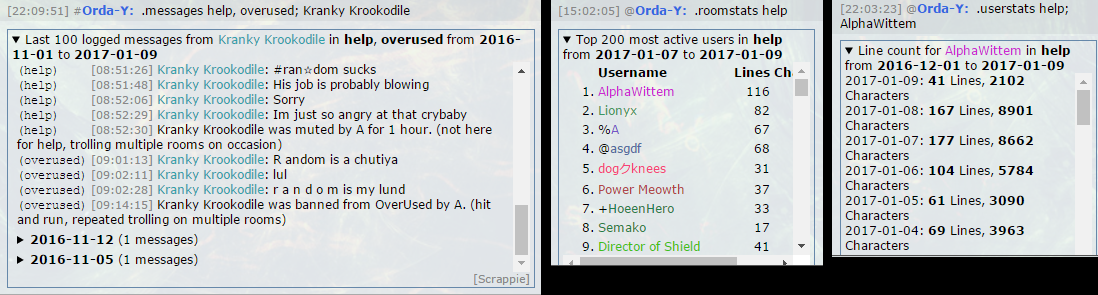 [22:09:51] #Orda-Y: .messages help, overused; Kranky Krookodile
▼ Last 100 logged messages from Kranky Krookodile in help, overused from 2016-
11-01 to 2017-01-09
(help) [08:51:26] Kranky Krookodile: #ran☆dom sucks
(help) [08:51:48] Kranky Krookodile: His job is probably blowing
(help) [08:52:06] Kranky Krookodile: Sorry
(help) [08:52:29] Kranky Krookodile: Im just so angry at that crybaby
(help) [08:52:30] Kranky Krookodile was muted by A for 1 hour. (not here
for help, trolling multiple rooms on occasion)
(overused) [09:01:13] Kranky Krookodile: R andom is a chutiya
(overused) [09:02:11] Kranky Krookodile: lul
(overused) [09:02:28] Kranky Krookodile: r a n d o m is my lund
(overused) [09:14:15] Kranky Krookodile was banned from OverUsed by A. (hit
and run, repeated trolling on multiple rooms)
► 2016-11-12 (1 messages)
► 2016-11-05 (1 messages)
[Scrappie]
[15:02:05] @Orda-Y: .roomstats help
▼ Top 200 most active users in help
from 2017-01-07 to 2017-01-09
Username Lines Ch
1. AlphaWittem 116
2. Lionyx 82
3. %A 67
4. @asgdf 68
5. dogクknees 31
6. Power Meowth 37
7. +HoeenHero 33
8. Semako 17
9. Director of Shield 41
[22:03:23] @Orda-Y: .userstats help;
AlphaWittem
▼ Line count for AlphaWittem in help
from 2016-12-01 to 2017-01-09
2017-01-09: 41 Lines, 2102
Characters
2017-01-08: 167 Lines, 8901
Characters
2017-01-07: 177 Lines, 8662
Characters
2017-01-06: 104 Lines, 5784
Characters
2017-01-05: 61 Lines, 3090
Characters
2017-01-04: 69 Lines, 3963
Characters